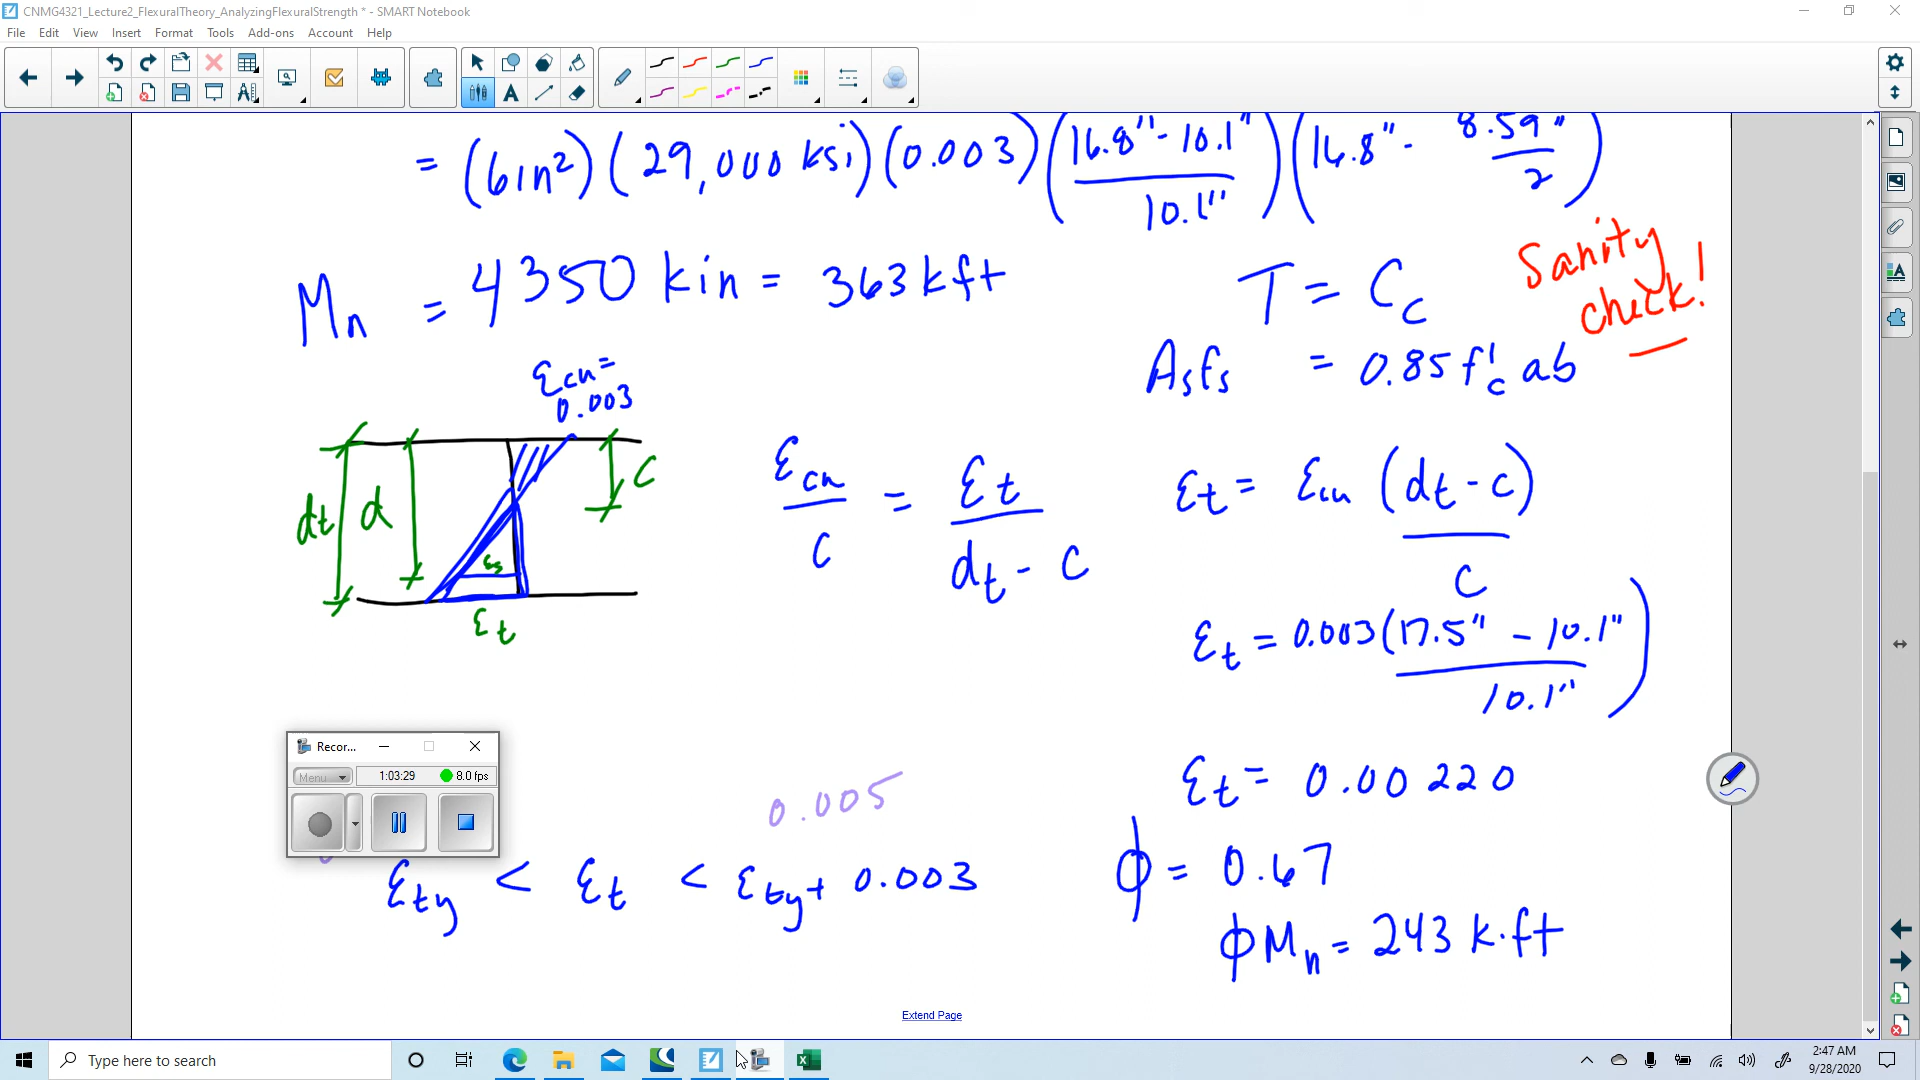 CNMG4321_Lecture2_FlexuralTheory_AnalyzingFlexuralStrength * - SMART Notebook
File Edit View Insert Format Tools Add-ons Account Help
= (6in²)(29,000 ksi)(0.003)(16.8" - 10.1" / 10.1")(16.8" - 8.59" / 2)
Sanity check!
Mn = 4350 kin = 363 kft
T = Cc
Asfs = 0.85 f'c ab
εcu = 0.003
dt d c
εs
εt
εcu / c = εt / dt - c
εt = εcu (dt - c) / c
εt = 0.003(17.5" - 10.1" / 10.1")
Recor...
Menu 1:03:29 8.0 fps
εt = 0.00220
0.005
εty < εt < εty + 0.003
ϕ = 0.67
ϕMn = 243 k·ft
Extend Page
Type here to search
2:47 AM
9/28/2020